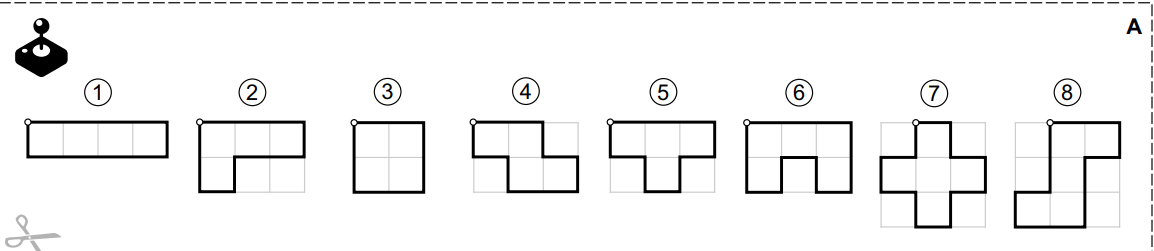 A
① ② ③ ④ ⑤ ⑥ ⑦ ⑧